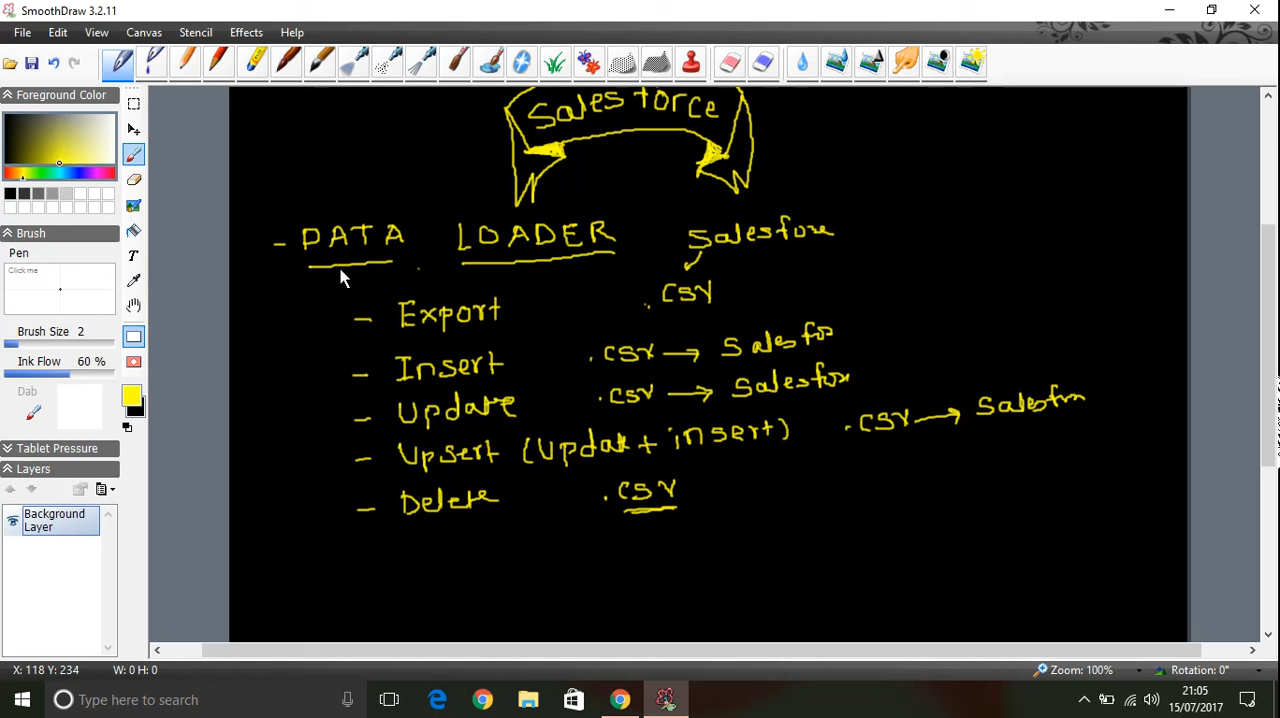 SmoothDraw 3.2.11
File Edit View Canvas Stencil Effects Help
Foreground Color
Brush
Pen
Click me
Brush Size 2
Ink Flow 60 %
Dab
Tablet Pressure
Layers
Background
Layer
Salesforce
- DATA LOADER Salesforce
- Export .CSV
- Insert .CSV → Salesfor
- Update .CSV → Salesfor
- Upsert (Update + insert) .CSV → Salesfor
- Delete .CSV
X: 118 Y: 234 W: 0 H: 0 Zoom: 100% Rotation: 0°
Type here to search
21:05
15/07/2017